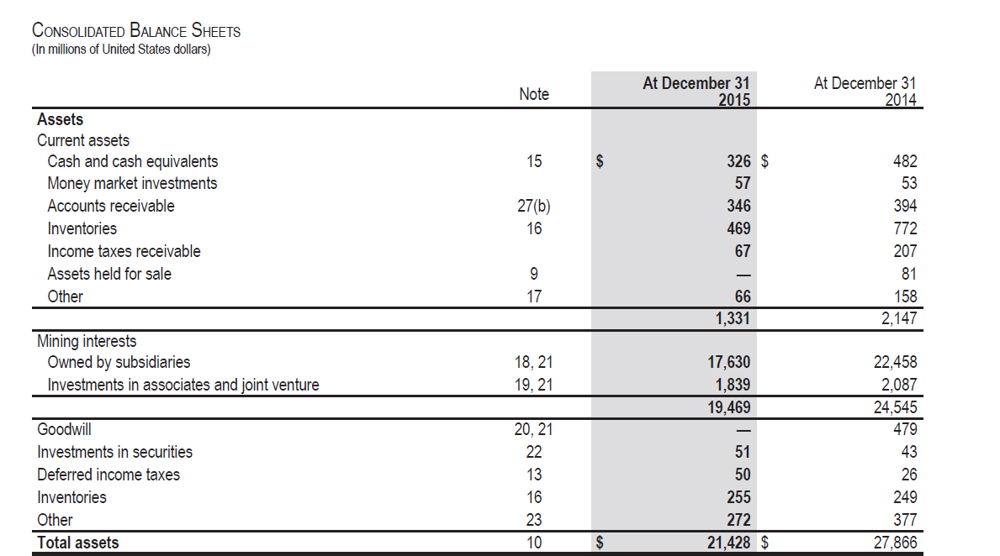 CONSOLIDATED BALANCE SHEETS
(In millions of United States dollars)
Note At December 31 2015 At December 31 2014
Assets
Current assets
Cash and cash equivalents 15 $ 326 $ 482
Money market investments 57 53
Accounts receivable 27(b) 346 394
Inventories 16 469 772
Income taxes receivable 67 207
Assets held for sale 9 — 81
Other 17 66 158
1,331 2,147
Mining interests
Owned by subsidiaries 18, 21 17,630 22,458
Investments in associates and joint venture 19, 21 1,839 2,087
19,469 24,545
Goodwill 20, 21 — 479
Investments in securities 22 51 43
Deferred income taxes 13 50 26
Inventories 16 255 249
Other 23 272 377
Total assets 10 $ 21,428 $ 27,866